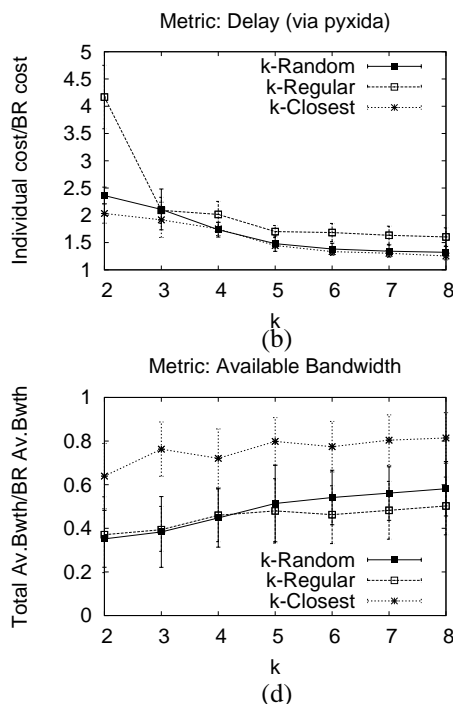 Metric: Delay (via pyxida)
Individual cost/BR cost
5
4.5
4
3.5
3
2.5
2
1.5
1
k-Random
k-Regular
k-Closest
2 3 4 5 6 7 8
k
(b)
Metric: Available Bandwidth
Total Av.Bwth/BR Av.Bwth
1
0.8
0.6
0.4
0.2
0
k-Random
k-Regular
k-Closest
2 3 4 5 6 7 8
k
(d)